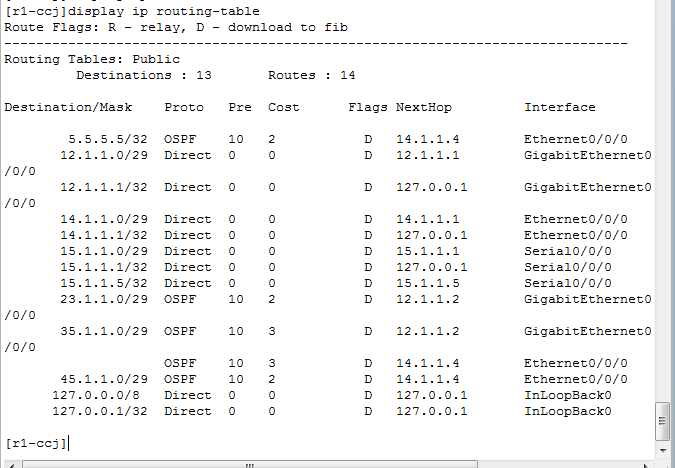 [r1-ccj]display ip routing-table
Route Flags: R - relay, D - download to fib
------------------------------------------------------------------------------
Routing Tables: Public
         Destinations : 13       Routes : 14

Destination/Mask    Proto   Pre  Cost      Flags NextHop         Interface

        5.5.5.5/32  OSPF    10   2           D   14.1.1.4        Ethernet0/0/0
       12.1.1.0/29  Direct  0    0           D   12.1.1.1        GigabitEthernet0
/0/0
       12.1.1.1/32  Direct  0    0           D   127.0.0.1       GigabitEthernet0
/0/0
       14.1.1.0/29  Direct  0    0           D   14.1.1.1        Ethernet0/0/0
       14.1.1.1/32  Direct  0    0           D   127.0.0.1       Ethernet0/0/0
       15.1.1.0/29  Direct  0    0           D   15.1.1.1        Serial0/0/0
       15.1.1.1/32  Direct  0    0           D   127.0.0.1       Serial0/0/0
       15.1.1.5/32  Direct  0    0           D   15.1.1.5        Serial0/0/0
       23.1.1.0/29  OSPF    10   2           D   12.1.1.2        GigabitEthernet0
/0/0
       35.1.1.0/29  OSPF    10   3           D   12.1.1.2        GigabitEthernet0
/0/0
                    OSPF    10   3           D   14.1.1.4        Ethernet0/0/0
       45.1.1.0/29  OSPF    10   2           D   14.1.1.4        Ethernet0/0/0
      127.0.0.0/8   Direct  0    0           D   127.0.0.1       InLoopBack0
      127.0.0.1/32  Direct  0    0           D   127.0.0.1       InLoopBack0

[r1-ccj]